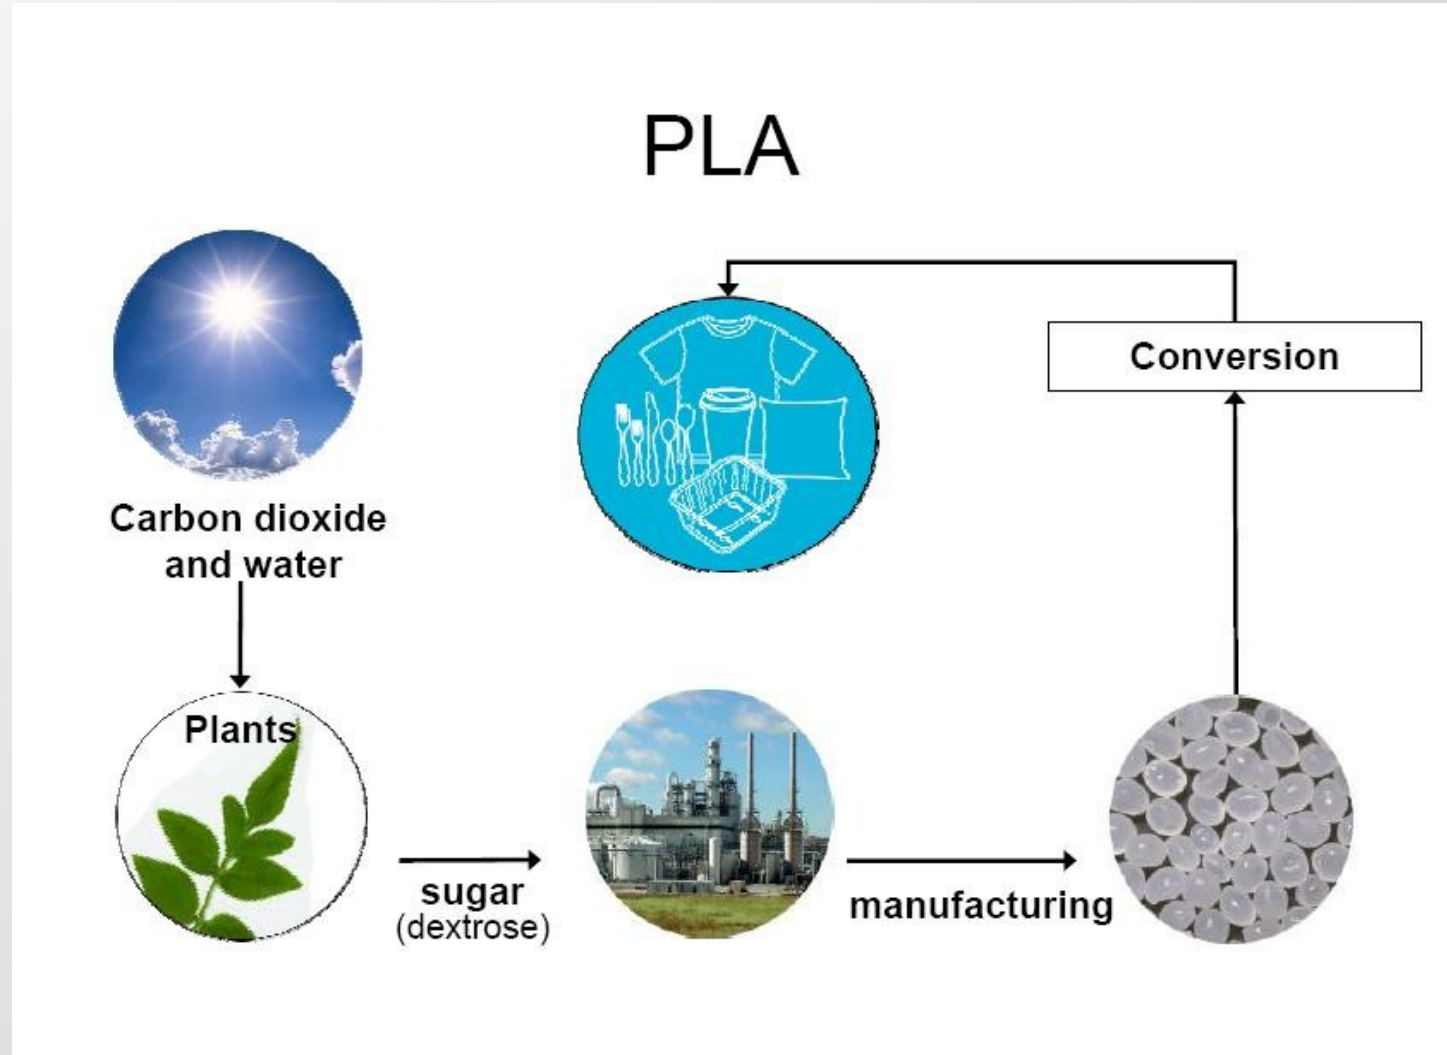 PLA
Carbon dioxide
and water
Plants
sugar
(dextrose)
manufacturing
Conversion